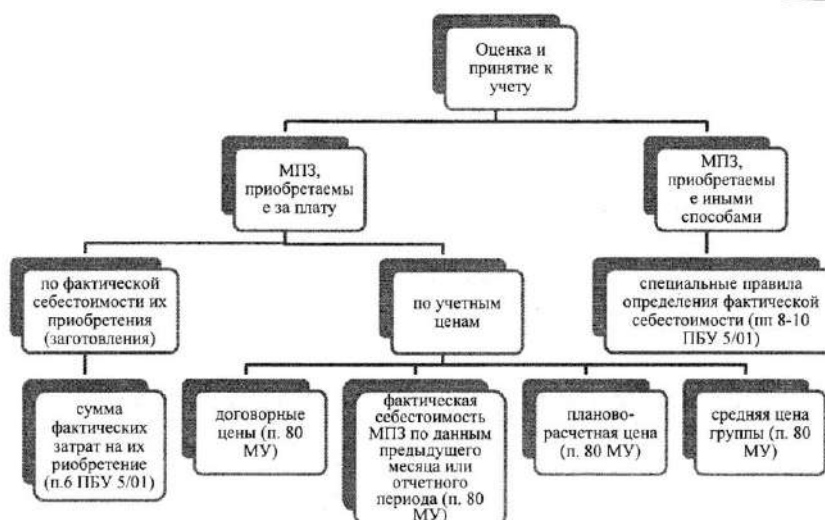 Оценка и
принятие к
учету
МПЗ,
приобретаемы
е за плату
МПЗ,
приобретаемы
е иными
способами
по фактической
себестоимости их
приобретения
(заготовления)
по учетным
ценам
специальные правила
определения фактической
себестоимости (пп 8-10
ПБУ 5/01)
сумма
фактических
затрат на их
риобретение
(п.6 ПБУ 5/01)
договорные
цены (п. 80
МУ)
фактическая
себестоимость
МПЗ по данным
предыдущего
месяца или
отчетного
периода (п. 80
МУ)
планово-
расчетная цена
(п. 80 МУ)
средняя цена
группы (п. 80
МУ)